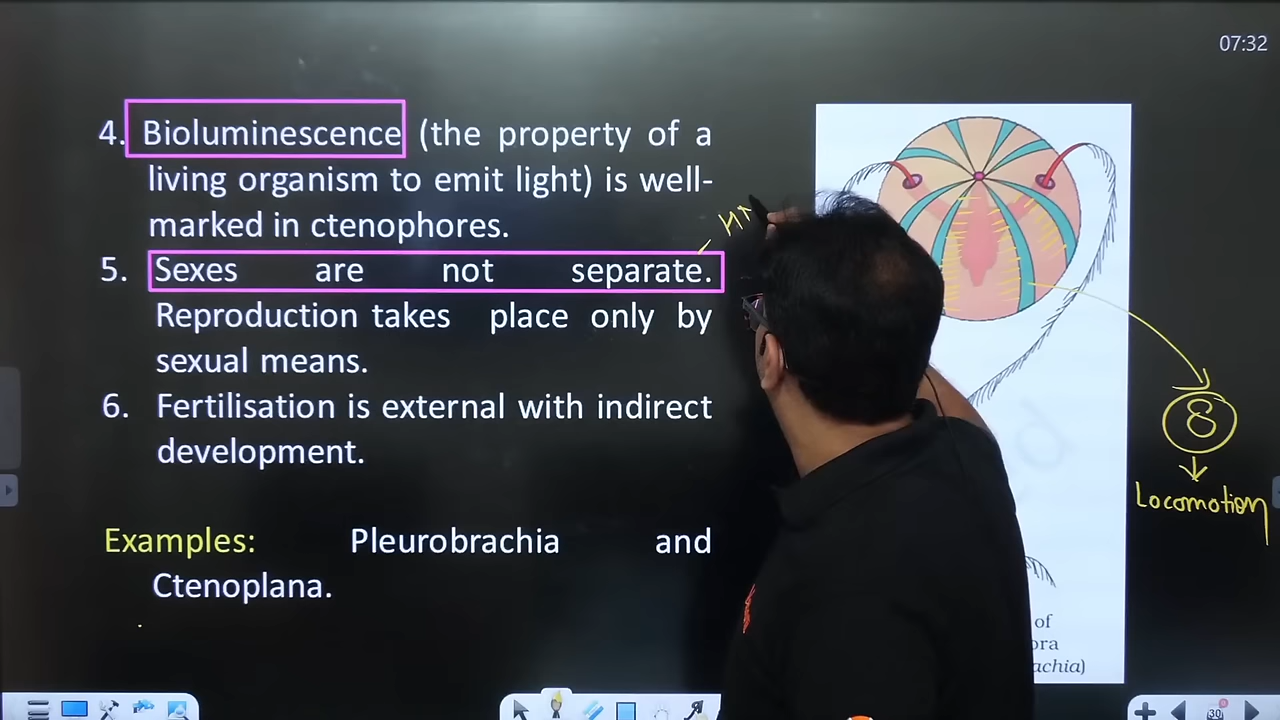 07:32
4. Bioluminescence (the property of a
living organism to emit light) is well-
marked in ctenophores.
5. Sexes are not separate.
Reproduction takes place only by
sexual means.
6. Fertilisation is external with indirect
development.
Examples: Pleurobrachia and
Ctenoplana.
8
Locomotion
of
achia)
30